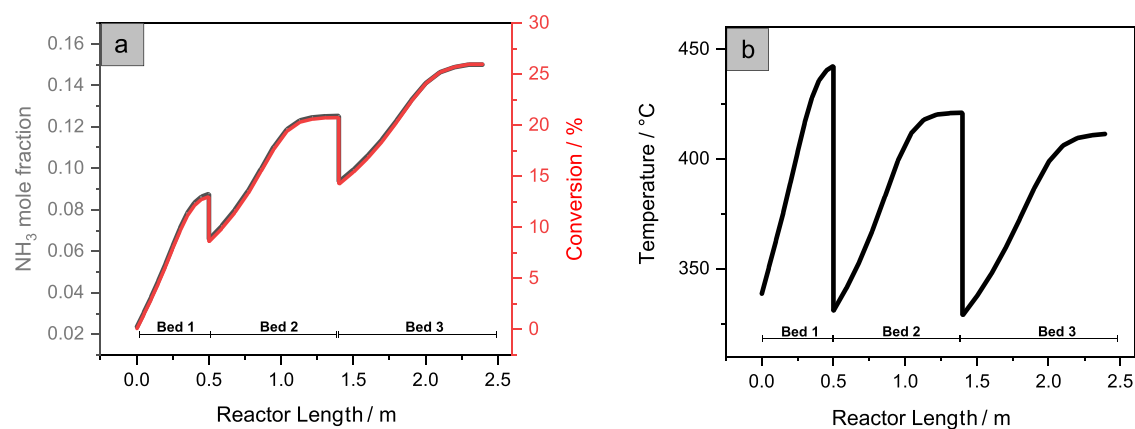 a
NH3 mole fraction
0.16
0.14
0.12
0.10
0.08
0.06
0.04
0.02
30
25
20
15
10
5
0
Conversion / %
Bed 1
Bed 2
Bed 3
0.0
0.5
1.0
1.5
2.0
2.5
Reactor Length / m
b
Temperature / °C
450
400
350
Bed 1
Bed 2
Bed 3
0.0
0.5
1.0
1.5
2.0
2.5
Reactor Length / m